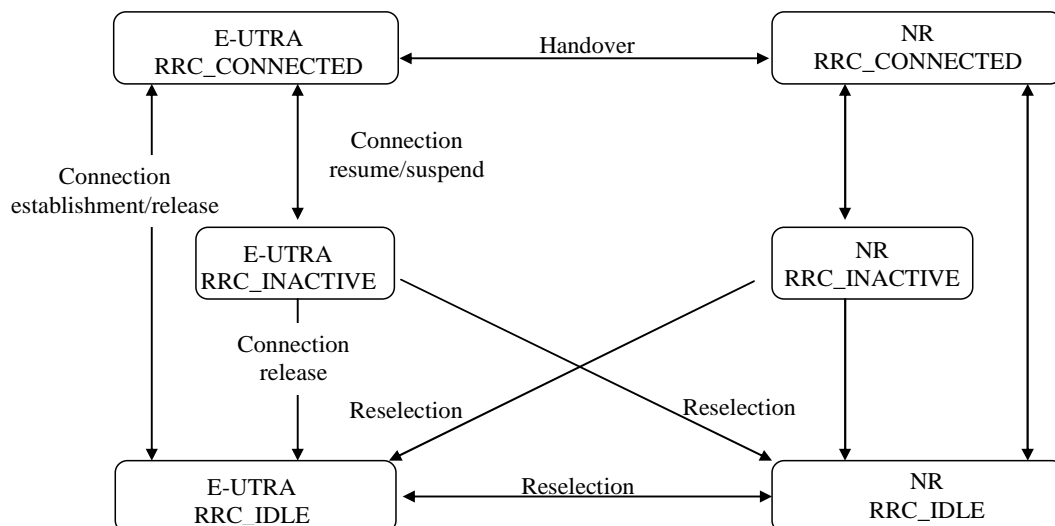 E-UTRA
RRC_CONNECTED
Handover
NR
RRC_CONNECTED
Connection
resume/suspend
Connection
establishment/release
E-UTRA
RRC_INACTIVE
NR
RRC_INACTIVE
Connection
release
Reselection
Reselection
E-UTRA
RRC_IDLE
Reselection
NR
RRC_IDLE